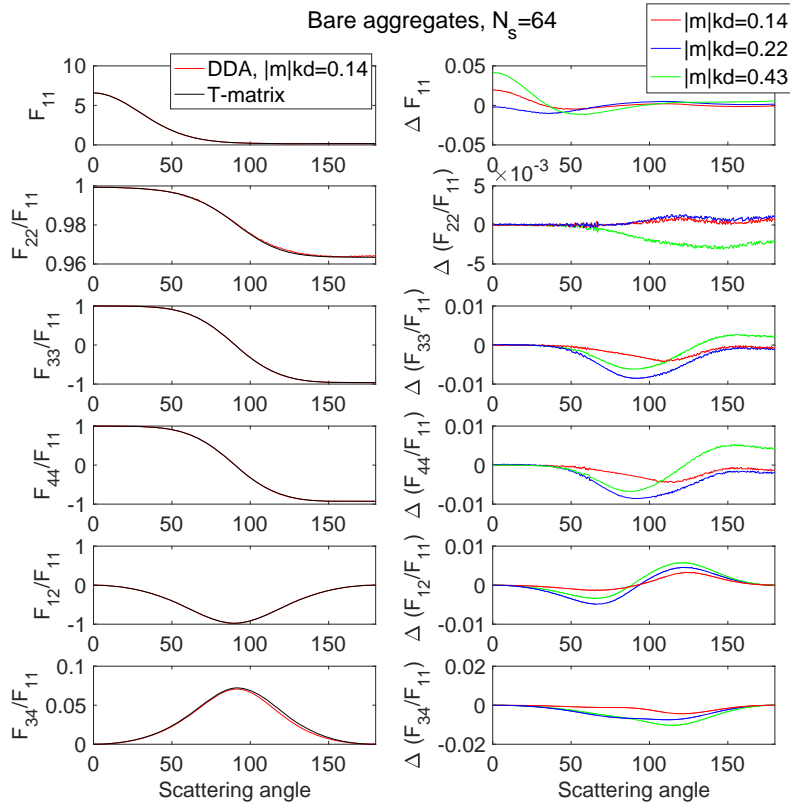 Bare aggregates, N_s=64
DDA, |m|kd=0.14
T-matrix
F_11
10
5
0
0 50 100 150
|m|kd=0.14
|m|kd=0.22
|m|kd=0.43
Δ F_11
0.05
0
-0.05
0 50 100 150
F_22/F_11
1
0.98
0.96
0 50 100 150
×10^-3
Δ (F_22/F_11)
5
0
-5
0 50 100 150
F_33/F_11
1
0
-1
0 50 100 150
Δ (F_33/F_11)
0.01
0
-0.01
0 50 100 150
F_44/F_11
1
0
-1
0 50 100 150
Δ (F_44/F_11)
0.01
0
-0.01
0 50 100 150
F_12/F_11
1
0
-1
0 50 100 150
Δ (F_12/F_11)
0.01
0
-0.01
0 50 100 150
F_34/F_11
0.1
0.05
0
0 50 100 150
Scattering angle
Δ (F_34/F_11)
0.02
0
-0.02
0 50 100 150
Scattering angle